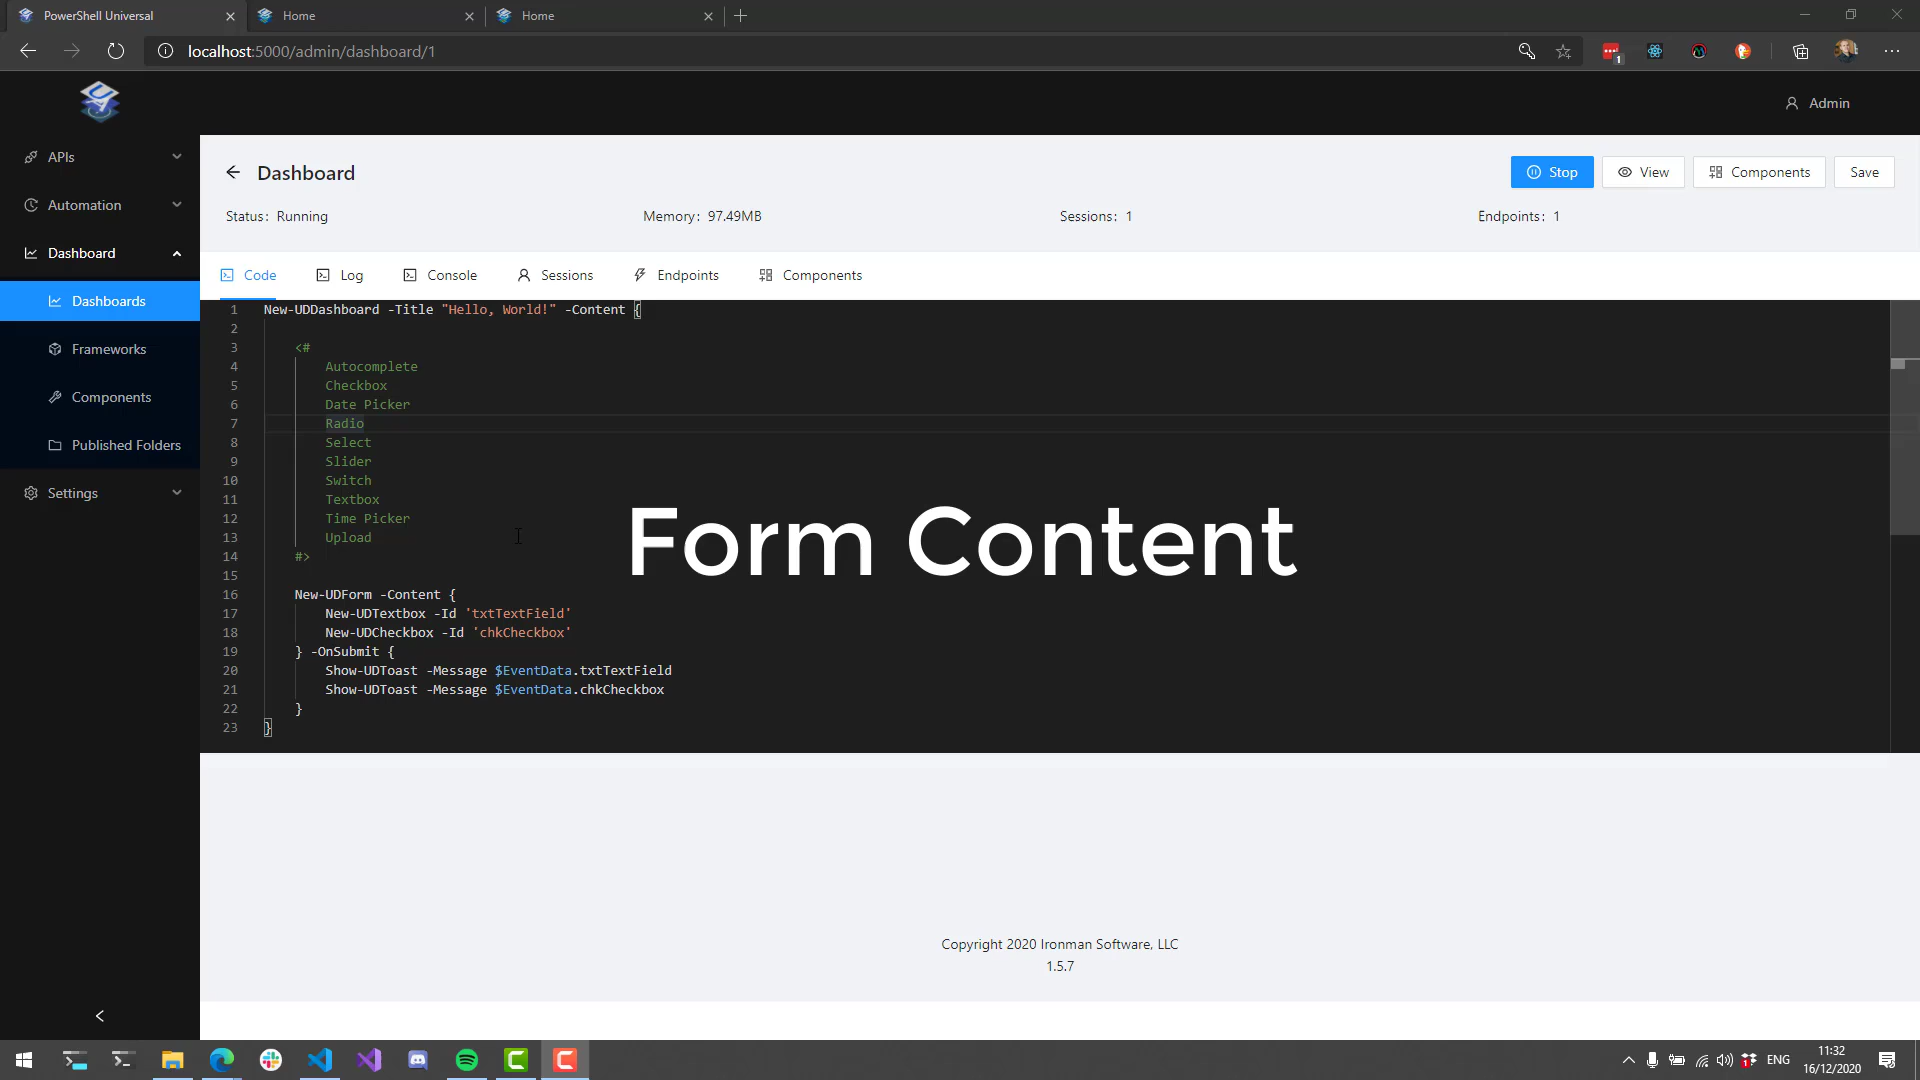 PowerShell Universal
Home
Home
localhost:5000/admin/dashboard/1
1
Admin
APIs
Automation
Dashboard
Dashboards
Frameworks
Components
Published Folders
Settings
Dashboard
Stop
View
Components
Save
Status: Running
Memory: 97.49MB
Sessions: 1
Endpoints: 1
Code
Log
Console
Sessions
Endpoints
Components
1 New-UDDashboard -Title "Hello, World!" -Content {
2
3 <#
4 Autocomplete
5 Checkbox
6 Date Picker
7 Radio
8 Select
9 Slider
10 Switch
11 Textbox
12 Time Picker
13 Upload
14 #>
15
16 New-UDForm -Content {
17 New-UDTextbox -Id 'txtTextField'
18 New-UDCheckbox -Id 'chkCheckbox'
19 } -OnSubmit {
20 Show-UDToast -Message $EventData.txtTextField
21 Show-UDToast -Message $EventData.chkCheckbox
22 }
23 }
Form Content
Copyright 2020 Ironman Software, LLC
1.5.7
ENG
11:32
16/12/2020